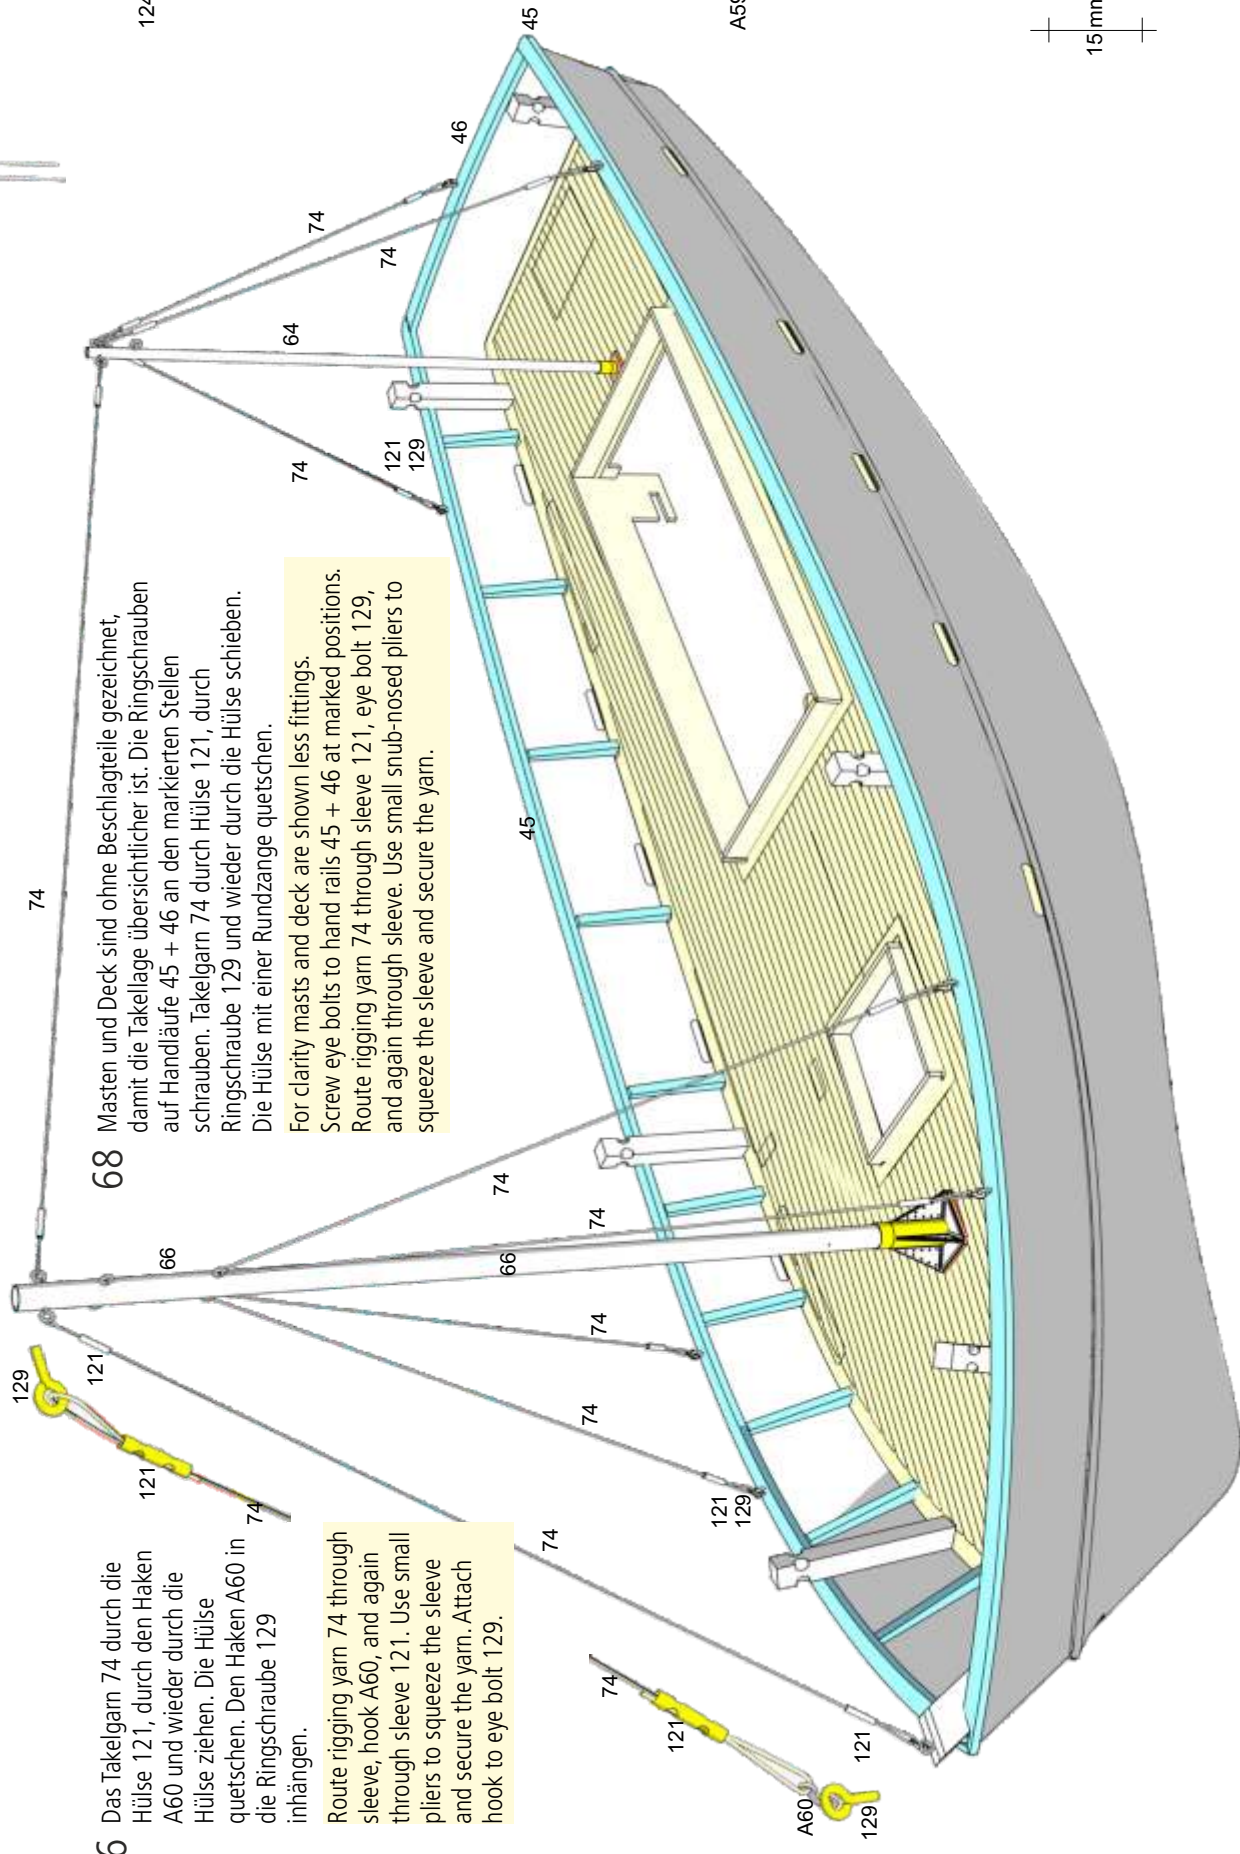 6
Das Takelgarn 74 durch die
Hülse 121, durch den Haken
A60 und wieder durch die
Hülse ziehen. Die Hülse
quetschen. Den Haken A60 in
die Ringschraube 129
inhängen.
Route rigging yarn 74 through
sleeve, hook A60, and again
through sleeve 121. Use small
pliers to squeeze the sleeve
and secure the yarn. Attach
hook to eye bolt 129.
68
Masten und Deck sind ohne Beschlagteile gezeichnet,
damit die Takellage übersichtlicher ist. Die Ringschrauben
auf Handläufe 45 + 46 an den markierten Stellen
schrauben. Takelgarn 74 durch Hülse 121, durch
Ringschraube 129 und wieder durch die Hülse schieben.
Die Hülse mit einer Rundzange quetschen.
For clarity masts and deck are shown less fittings.
Screw eye bolts to hand rails 45 + 46 at marked positions.
Route rigging yarn 74 through sleeve 121, eye bolt 129,
and again through sleeve. Use small snub-nosed pliers to
squeeze the sleeve and secure the yarn.
129
121
121
74
74
66
74
74
66
74
74
74
121
129
74
121
A60
129
121
74
64
74
74
74
121
129
46
45
45
124
A59
15 mm